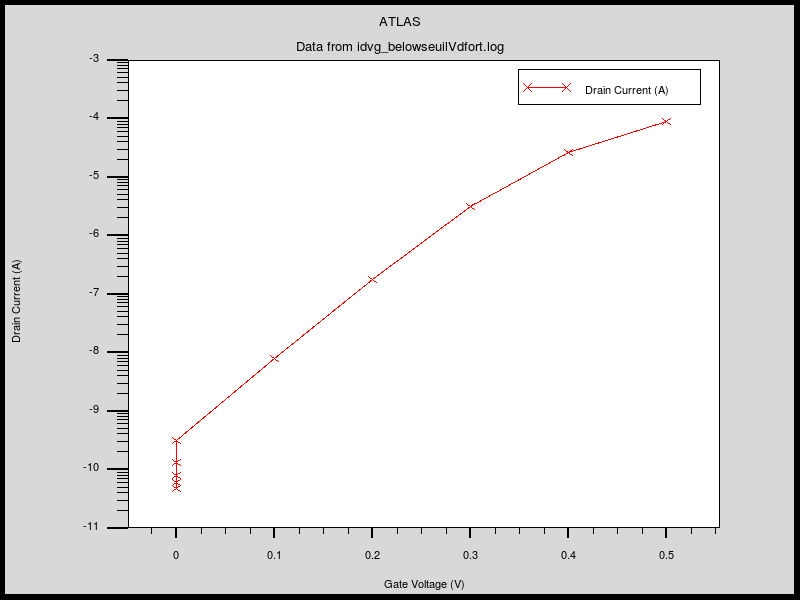 ATLAS
Data from idvg_belowseuilVdfort.log
Drain Current (A)
-3
-4
-5
-6
-7
-8
-9
-10
-11
Drain Current (A)
0 0.1 0.2 0.3 0.4 0.5
Gate Voltage (V)